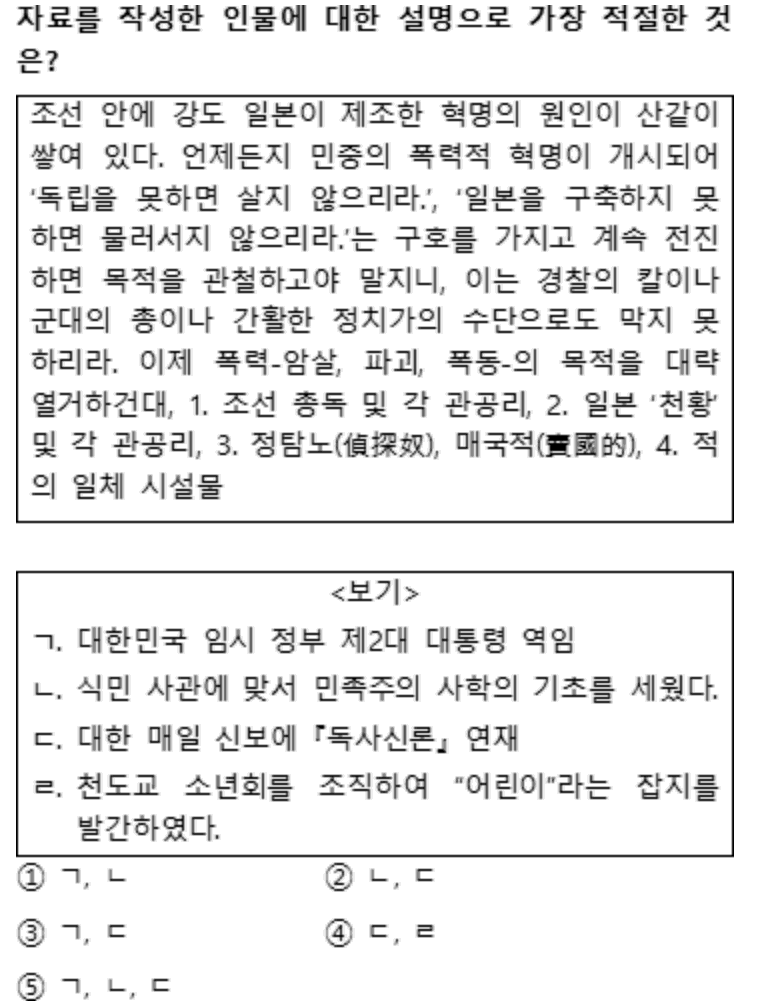 자료를 작성한 인물에 대한 설명으로 가장 적절한 것
은?
조선 안에 강도 일본이 제조한 혁명의 원인이 산같이
쌓여 있다. 언제든지 민중의 폭력적 혁명이 개시되어
‘독립을 못하면 살지 않으리라.’, ‘일본을 구축하지 못
하면 물러서지 않으리라.’는 구호를 가지고 계속 전진
하면 목적을 관철하고야 말지니, 이는 경찰의 칼이나
군대의 총이나 간활한 정치가의 수단으로도 막지 못
하리라. 이제 폭력-암살, 파괴, 폭동-의 목적을 대략
열거하건대, 1. 조선 총독 및 각 관공리, 2. 일본 ‘천황’
및 각 관공리, 3. 정탐노(偵探奴), 매국적(賣國的), 4. 적
의 일체 시설물
<보기>
ㄱ. 대한민국 임시 정부 제2대 대통령 역임
ㄴ. 식민 사관에 맞서 민족주의 사학의 기초를 세웠다.
ㄷ. 대한 매일 신보에『독사신론』연재
ㄹ. 천도교 소년회를 조직하여 “어린이”라는 잡지를
발간하였다.
① ㄱ, ㄴ ② ㄴ, ㄷ
③ ㄱ, ㄷ ④ ㄷ, ㄹ
⑤ ㄱ, ㄴ, ㄷ